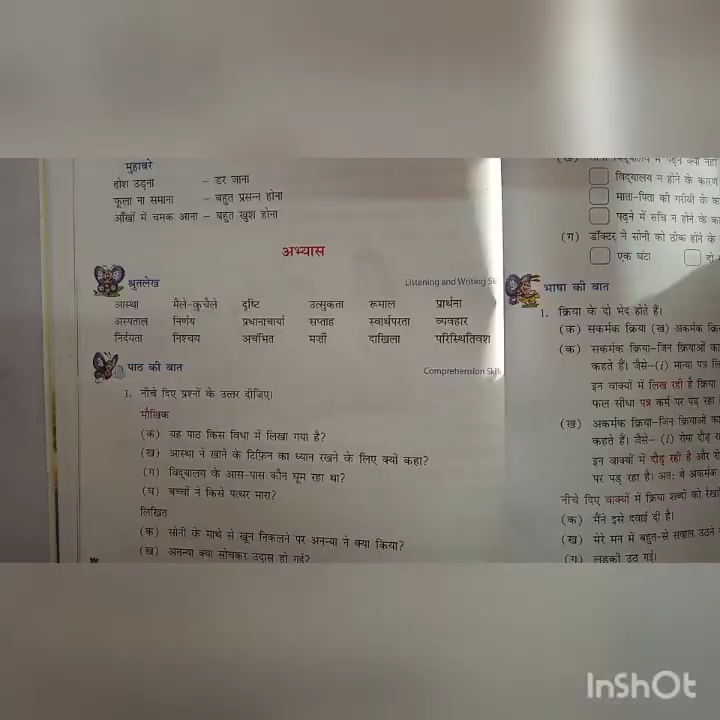 मुहावरे
होश उड़ना – डर जाना
फूला ना समाना – बहुत प्रसन्न होना
आँखों में चमक आना – बहुत खुश होना
अभ्यास
श्रुतलेख
Listening and Writing Sk
आस्था मैले-कुचैले दृष्टि उत्सुकता रूमाल प्रार्थना
अस्पताल निर्णय प्रधानाचार्या सप्ताह स्वार्थपरता व्यवहार
निर्दयता निश्चय अचंभित मर्ज़ी दाखिला परिस्थितिवश
पाठ की बात
Comprehension Skill
1. नीचे दिए प्रश्नों के उत्तर दीजिए।
मौखिक
(क) यह पाठ किस विधा में लिखा गया है?
(ख) आस्था ने खाने के टिफ़िन का ध्यान रखने के लिए क्यों कहा?
(ग) विद्यालय के आस-पास कौन घूम रहा था?
(घ) बच्चों ने किसे पत्थर मारा?
लिखित
(क) सोनी के माथे से खून निकलने पर अनन्या ने क्या किया?
(ख) अनन्या क्या सोचकर उदास हो गई?
विद्यालय न होने के कारण
माता-पिता की गरीबी के का
पढ़ने में रुचि न होने के का
(ग) डॉक्टर ने सोनी को ठीक होने के
एक घंटा दो
भाषा की बात
1. क्रिया के दो भेद होते हैं।
(क) सकर्मक क्रिया (ख) अकर्मक क्रि
(क) सकर्मक क्रिया-जिन क्रियाओं का
कहते हैं। जैसे–(i) मान्या पत्र लि
इन वाक्यों में लिख रही है क्रिया
फल सीधा पत्र कर्म पर पड़ रहा
(ख) अकर्मक क्रिया-जिन क्रियाओं का
कहते हैं। जैसे– (i) रोमा दौड़ र
इन वाक्यों में दौड़ रही है और रो
पर पड़ रहा है। अतः ये अकर्मक
नीचे दिए वाक्यों में क्रिया शब्दों को रेखां
(क) मैंने इसे दवाई दी है।
(ख) मेरे मन में बहुत-से सवाल उठने
(ग) लड़की उठ गई।
InShOt